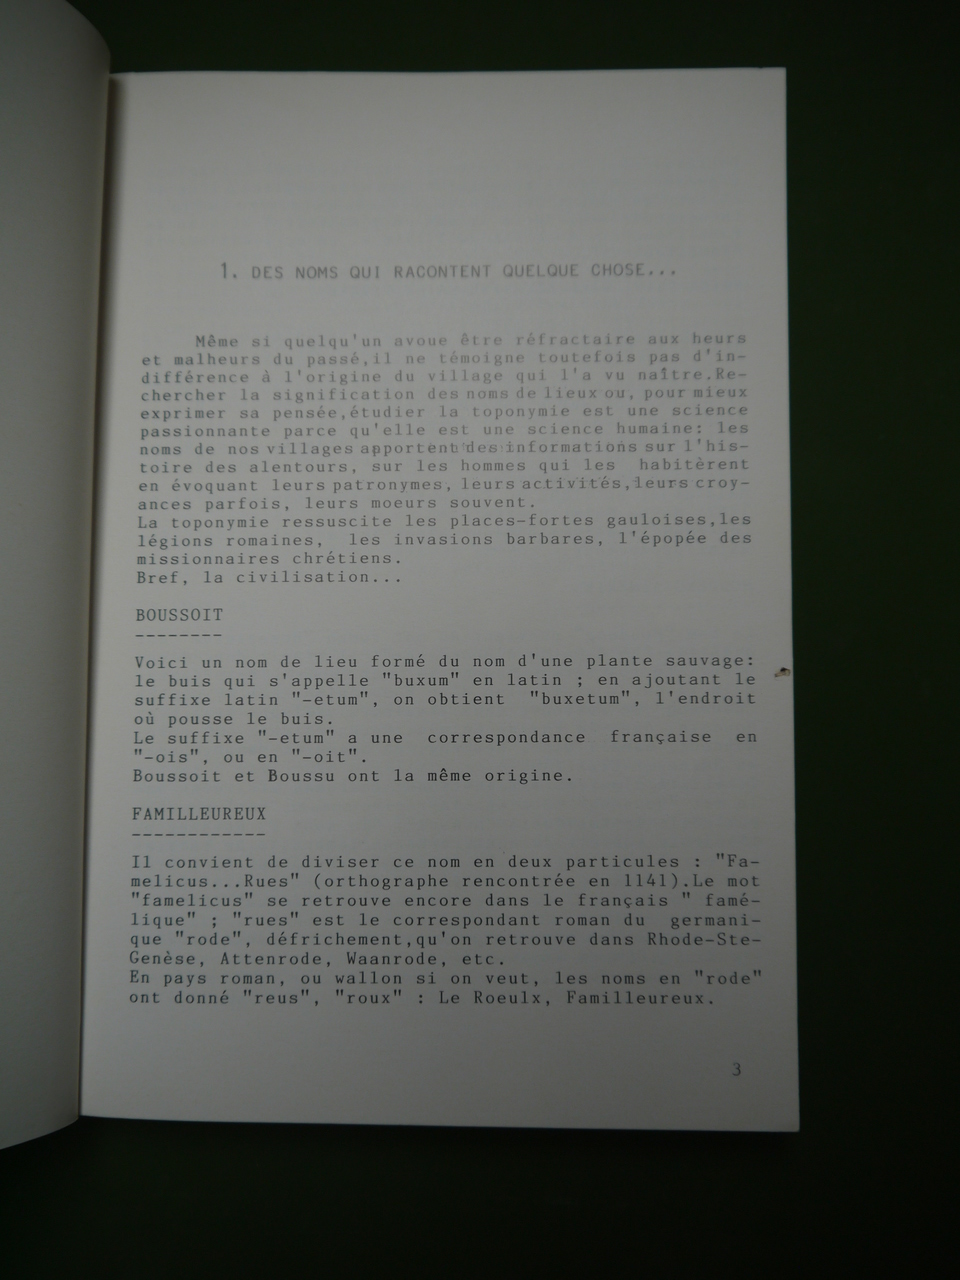 1. DES NOMS QUI RACONTENT QUELQUE CHOSE...
Même si quelqu'un avoue être réfractaire aux heurs
et malheurs du passé,il ne témoigne toutefois pas d'in-
différence à l'origine du village qui l'a vu naître.Re-
chercher la signification des noms de lieux ou, pour mieux
exprimer sa pensée,étudier la toponymie est une science
passionnante parce qu'elle est une science humaine: les
noms de nos villages apportent des informations sur l'his-
toire des alentours, sur les hommes qui les habitèrent
en évoquant leurs patronymes, leurs activités,leurs croy-
ances parfois, leurs moeurs souvent.
La toponymie ressuscite les places-fortes gauloises,les
légions romaines, les invasions barbares, l'épopée des
missionnaires chrétiens.
Bref, la civilisation...
BOUSSOIT
--------
Voici un nom de lieu formé du nom d'une plante sauvage:
le buis qui s'appelle "buxum" en latin ; en ajoutant le
suffixe latin "-etum", on obtient "buxetum", l'endroit
où pousse le buis.
Le suffixe "-etum" a une correspondance française en
"-ois", ou en "-oit".
Boussoit et Boussu ont la même origine.
FAMILLEUREUX
------------
Il convient de diviser ce nom en deux particules : "Fa-
melicus...Rues" (orthographe rencontrée en 1141).Le mot
"famelicus" se retrouve encore dans le français " famé-
lique" ; "rues" est le correspondant roman du germani-
que "rode", défrichement,qu'on retrouve dans Rhode-Ste-
Genèse, Attenrode, Waanrode, etc.
En pays roman, ou wallon si on veut, les noms en "rode"
ont donné "reus", "roux" : Le Roeulx, Familleureux.
3